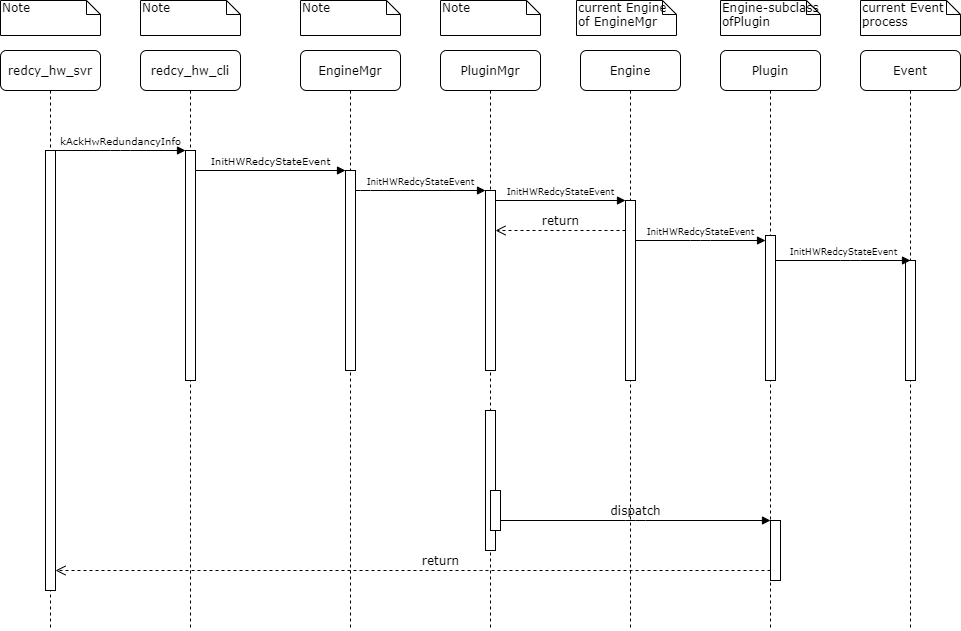 Note
Note
Note
Note
current Engine
of EngineMgr
Engine-subclass
ofPlugin
current Event
process
redcy_hw_svr
redcy_hw_cli
EngineMgr
PluginMgr
Engine
Plugin
Event
kAckHwRedundancyInfo
InitHWRedcyStateEvent
InitHWRedcyStateEvent
InitHWRedcyStateEvent
return
InitHWRedcyStateEvent
InitHWRedcyStateEvent
dispatch
return